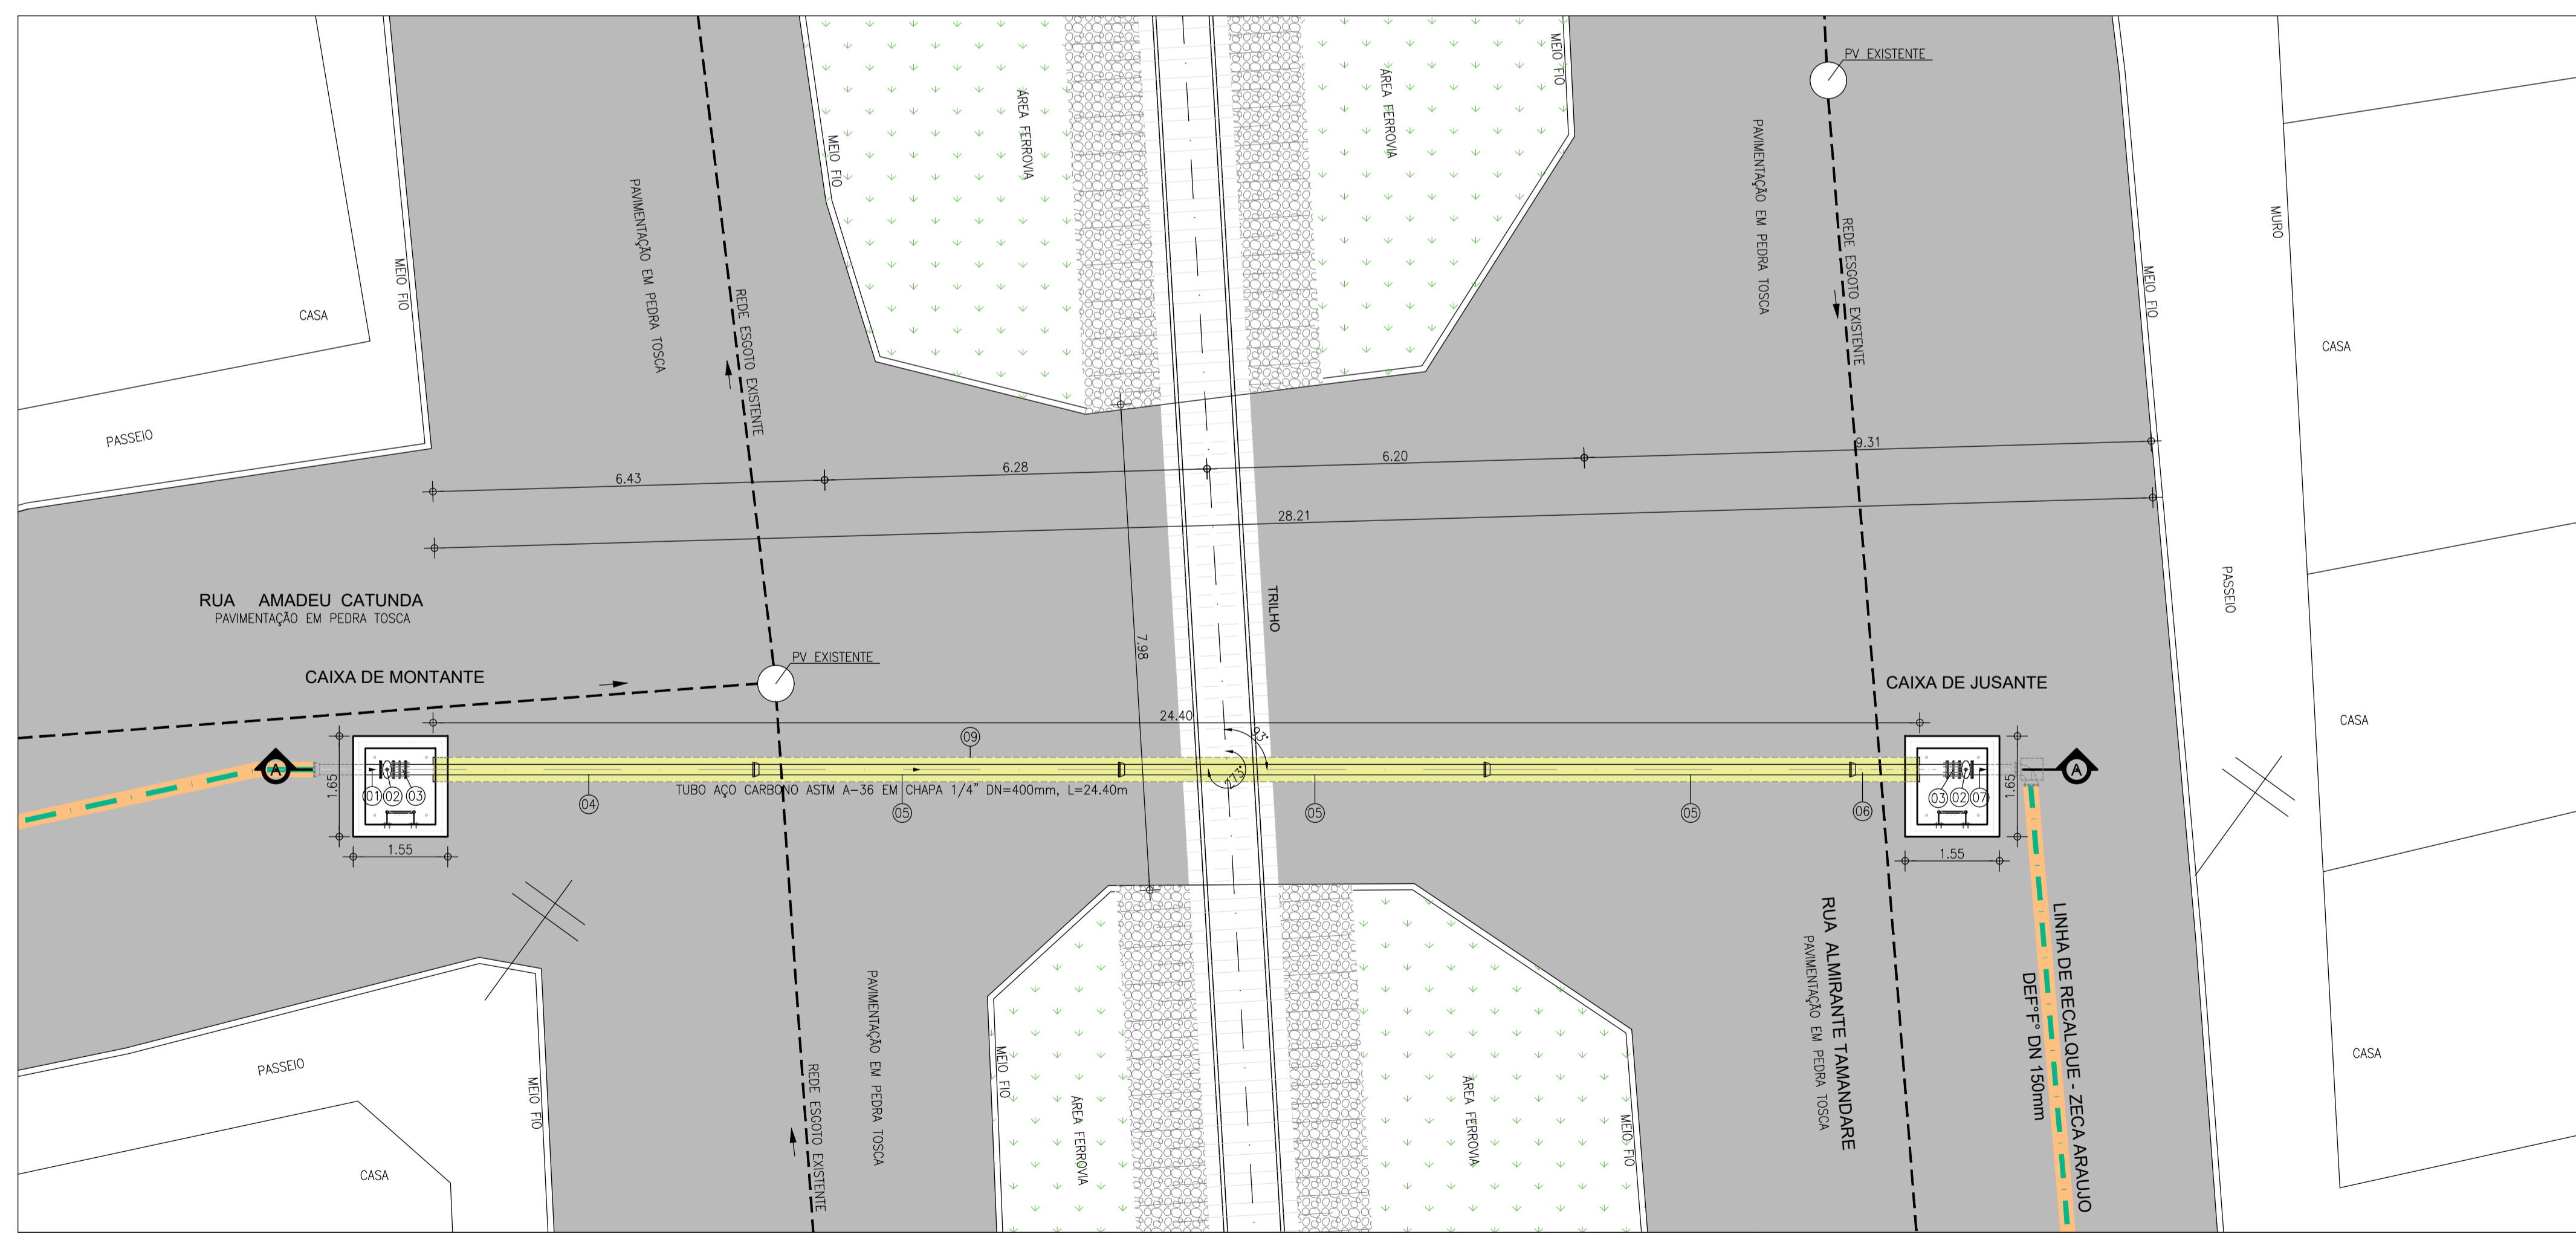 PV EXISTENTE
MEIO FIO
MEIO FIO
ÁREA FERROVIA
ÁREA FERROVIA
PAVIMENTAÇÃO EM PEDRA TOSCA
PAVIMENTAÇÃO EM PEDRA TOSCA
MURO
REDE ESGOTO EXISTENTE
REDE ESGOTO EXISTENTE
MEIO FIO
MEIO FIO
CASA
CASA
PASSEIO
9.31
6.20
6.28
6.43
28.21
RUA AMADEU CATUNDA
PAVIMENTAÇÃO EM PEDRA TOSCA
TRILHO
PASSEIO
7.98
PV EXISTENTE
CAIXA DE MONTANTE
CAIXA DE JUSANTE
24.40
CASA
09
93°
273°
A
A
1.65
1.65
01
02
03
03
02
07
TUBO AÇO CARBONO ASTM A-36 EM CHAPA 1/4" DN=400mm, L=24.40m
04
05
05
05
06
1.55
1.55
RUA ALMIRANTE TAMANDARE
PAVIMENTAÇÃO EM PEDRA TOSCA
LINHA DE RECALQUE - ZECA ARAUJO
DEF°F° DN 150mm
PAVIMENTAÇÃO EM PEDRA TOSCA
REDE ESGOTO EXISTENTE
PASSEIO
MEIO FIO
MEIO FIO
ÁREA FERROVIA
ÁREA FERROVIA
MEIO FIO
CASA
CASA